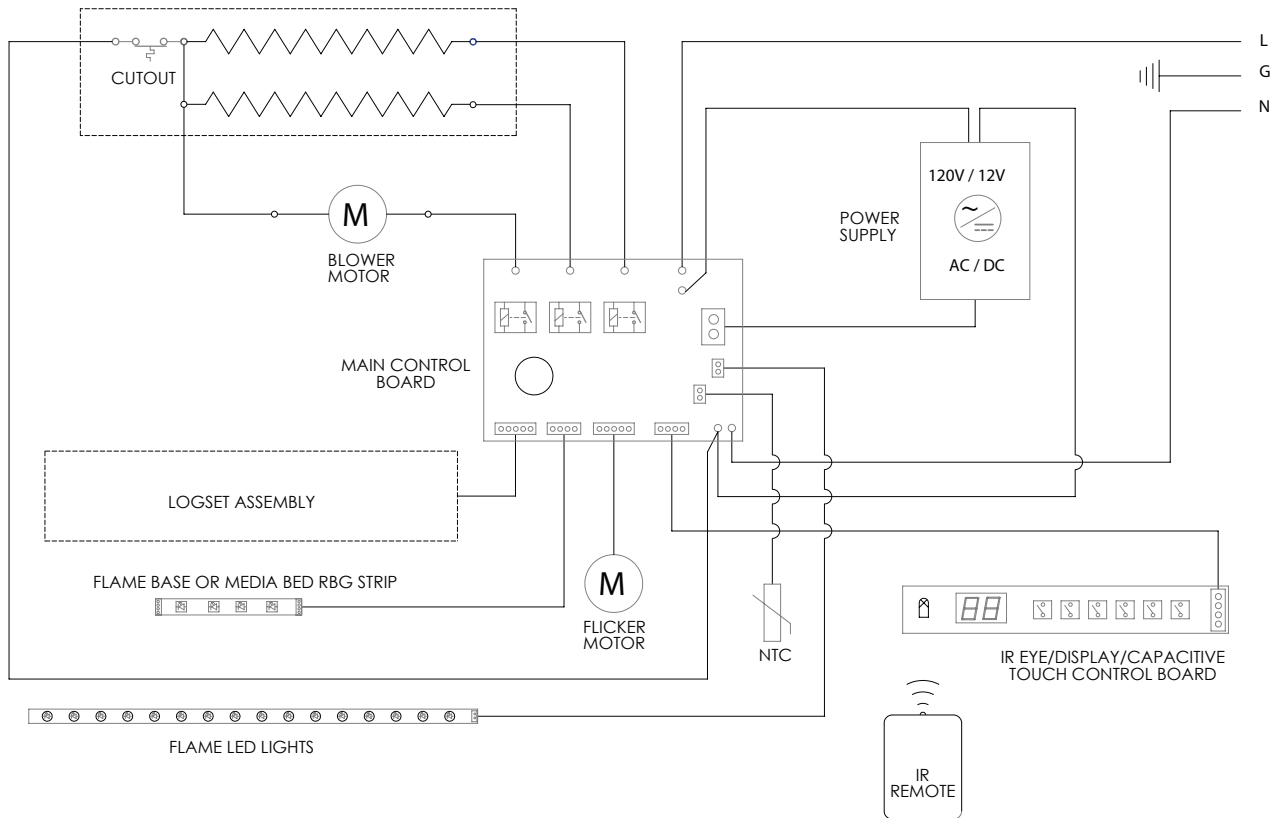 L
CUTOUT
G
N
120V / 12V
M
POWER
SUPPLY
BLOWER
MOTOR
AC / DC
MAIN CONTROL
BOARD
LOGSET ASSEMBLY
FLAME BASE OR MEDIA BED RBG STRIP
M
88
FLICKER
MOTOR
NTC
IR EYE/DISPLAY/CAPACITIVE
TOUCH CONTROL BOARD
FLAME LED LIGHTS
IR
REMOTE